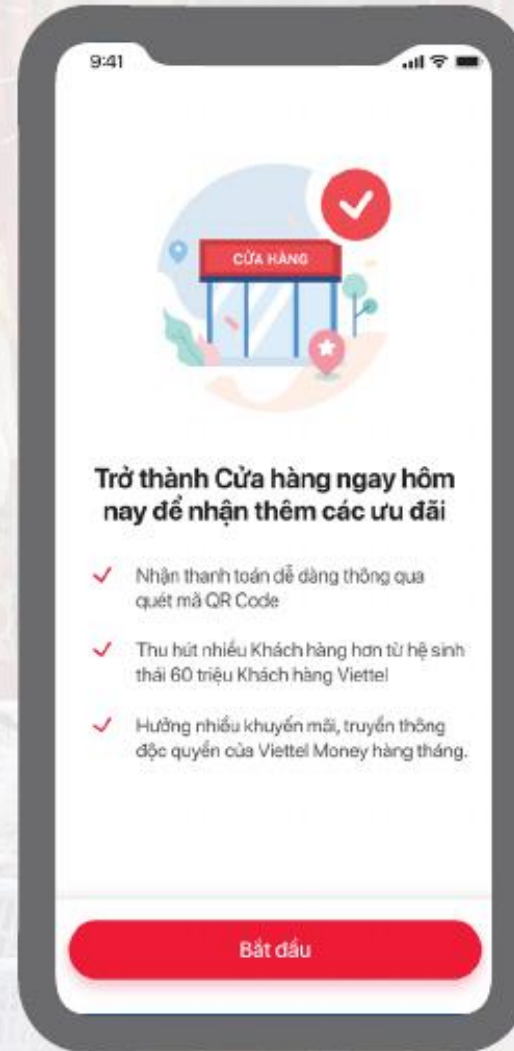 9:41
CỬA HÀNG
Trở thành Cửa hàng ngay hôm
nay để nhận thêm các ưu đãi
Nhận thanh toán dễ dàng thông qua
quét mã QR Code
Thu hút nhiều Khách hàng hơn từ hệ sinh
thái 60 triệu Khách hàng Viettel
Hưởng nhiều khuyến mãi, truyền thông
độc quyền của Viettel Money hàng tháng.
Bắt đầu